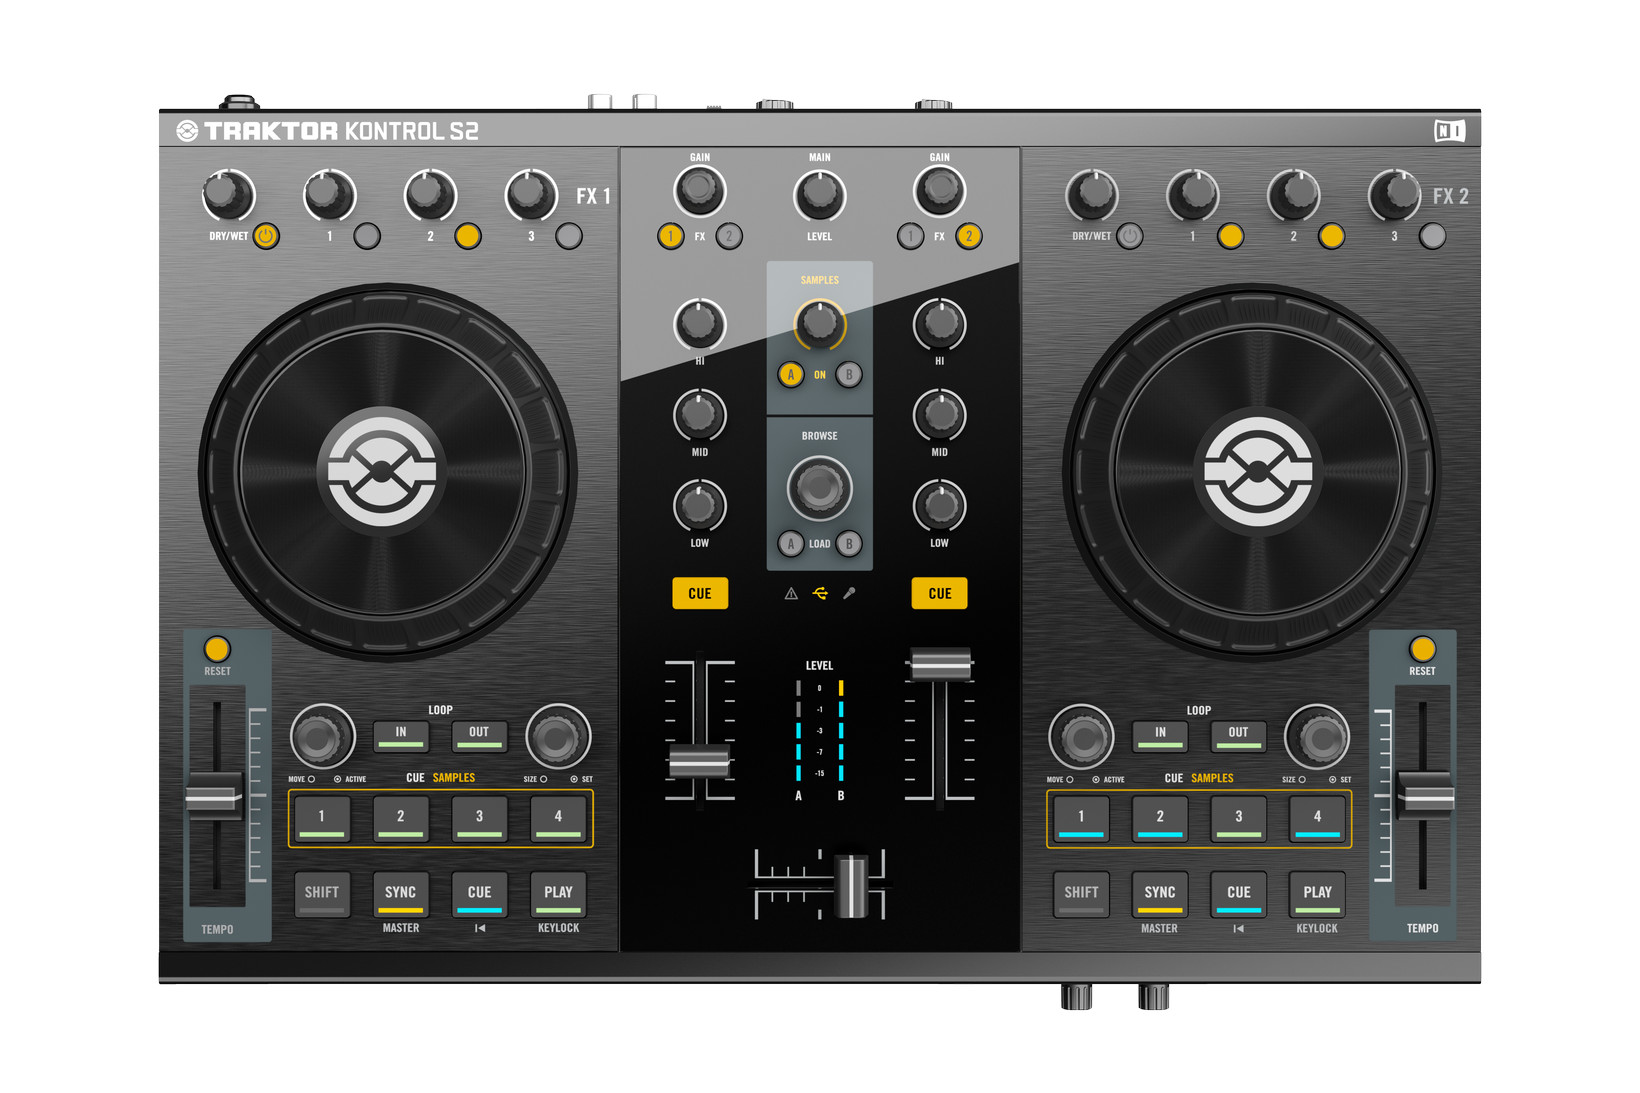 TRAKTOR KONTROL S2
NI
GAIN MAIN GAIN
FX 1
FX 2
DRY/WET 1 2 3
1 FX 2
LEVEL
1 FX 2
DRY/WET 1 2 3
SAMPLES
HI
HI
A ON B
BROWSE
MID
MID
LOW
A LOAD B
LOW
CUE
CUE
RESET
LEVEL
RESET
0
-1
-3
-7
-15
A B
LOOP
IN OUT
MOVE ACTIVE
CUE SAMPLES
SIZE SET
1 2 3 4
SHIFT SYNC CUE PLAY
MASTER KEYLOCK
TEMPO
LOOP
IN OUT
MOVE ACTIVE
CUE SAMPLES
SIZE SET
1 2 3 4
SHIFT SYNC CUE PLAY
MASTER KEYLOCK
TEMPO